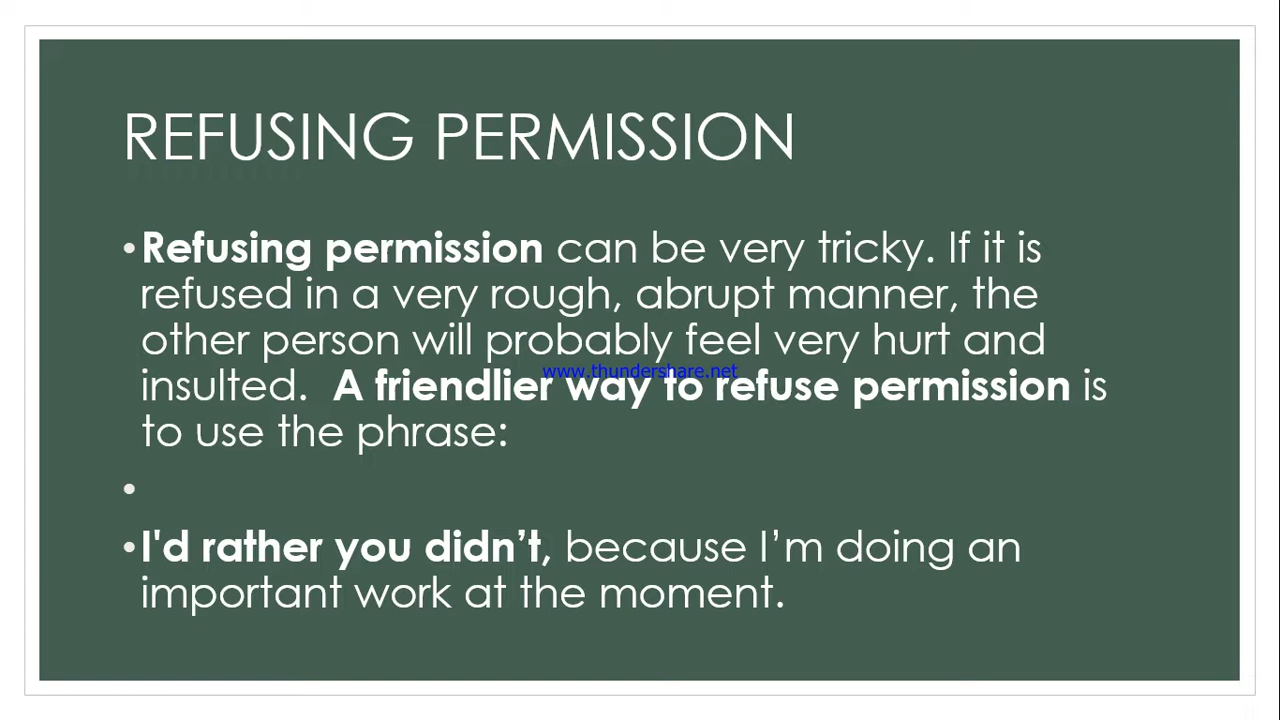 REFUSING PERMISSION
•Refusing permission can be very tricky. If it is
refused in a very rough, abrupt manner, the
other person will probably feel very hurt and
www.thundershare.net
insulted.  A friendlier way to refuse permission is
to use the phrase:
•
•I'd rather you didn’t, because I’m doing an
important work at the moment.